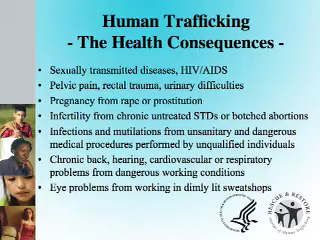 Human Trafficking
- The Health Consequences -
• Sexually transmitted diseases, HIV/AIDS
• Pelvic pain, rectal trauma, urinary difficulties
• Pregnancy from rape or prostitution
• Infertility from chronic untreated STDs or botched abortions
• Infections and mutilations from unsanitary and dangerous
medical procedures performed by unqualified individuals
• Chronic back, hearing, cardiovascular or respiratory
problems from dangerous working conditions
• Eye problems from working in dimly lit sweatshops
RESCUE & RESTORE